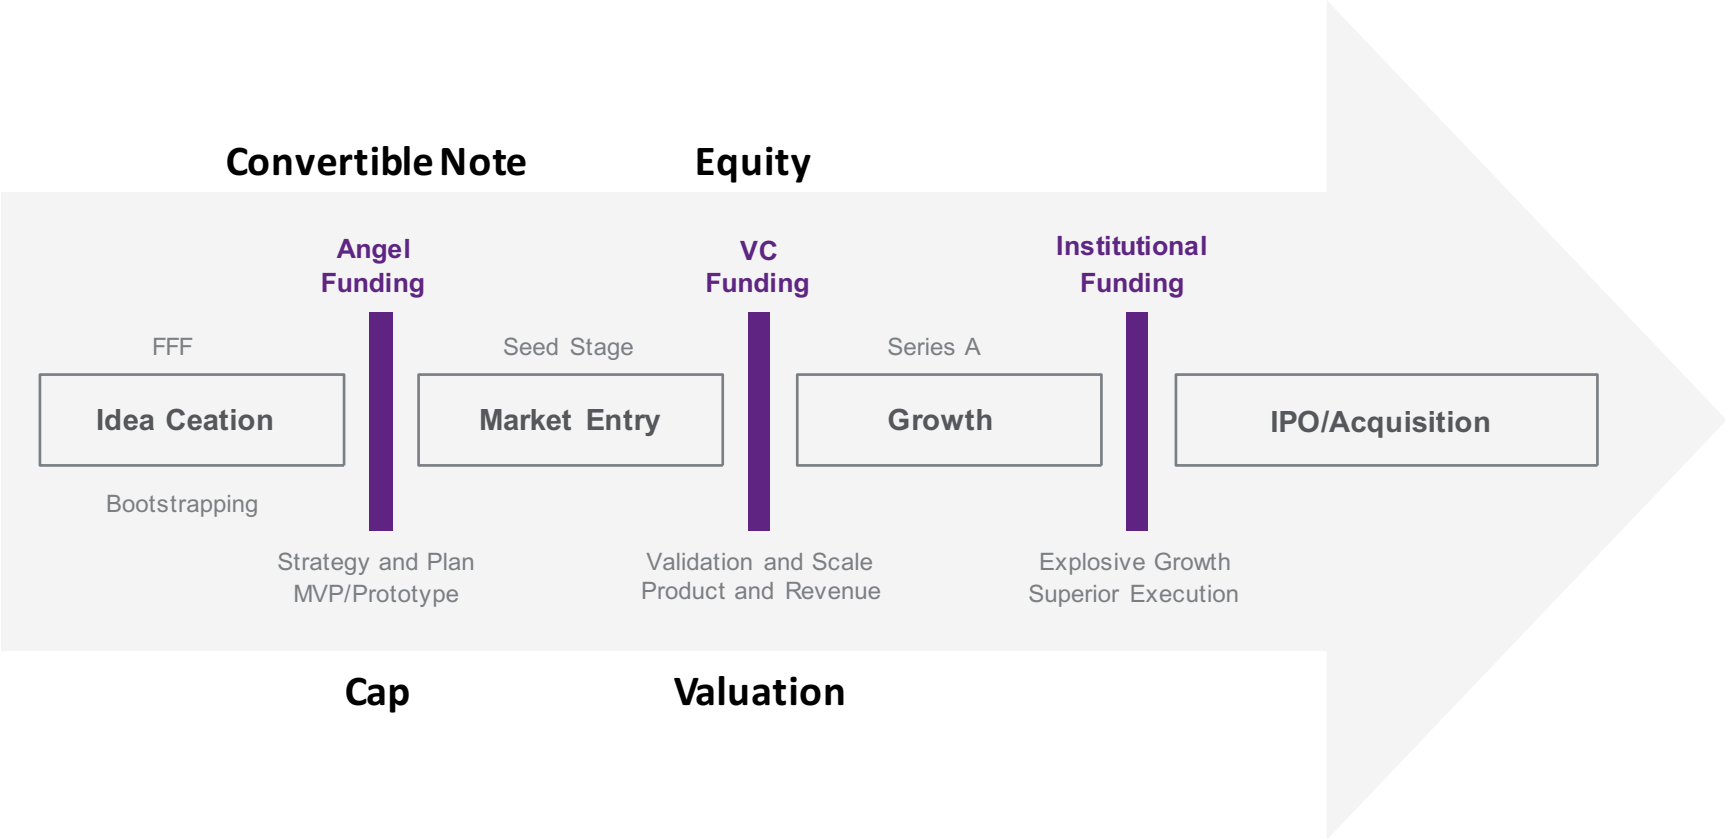 Convertible Note
Equity
Angel
Funding
VC
Funding
Institutional
Funding
FFF
Seed Stage
Series A
Idea Ceation
Market Entry
Growth
IPO/Acquisition
Bootstrapping
Strategy and Plan
MVP/Prototype
Validation and Scale
Product and Revenue
Explosive Growth
Superior Execution
Cap
Valuation